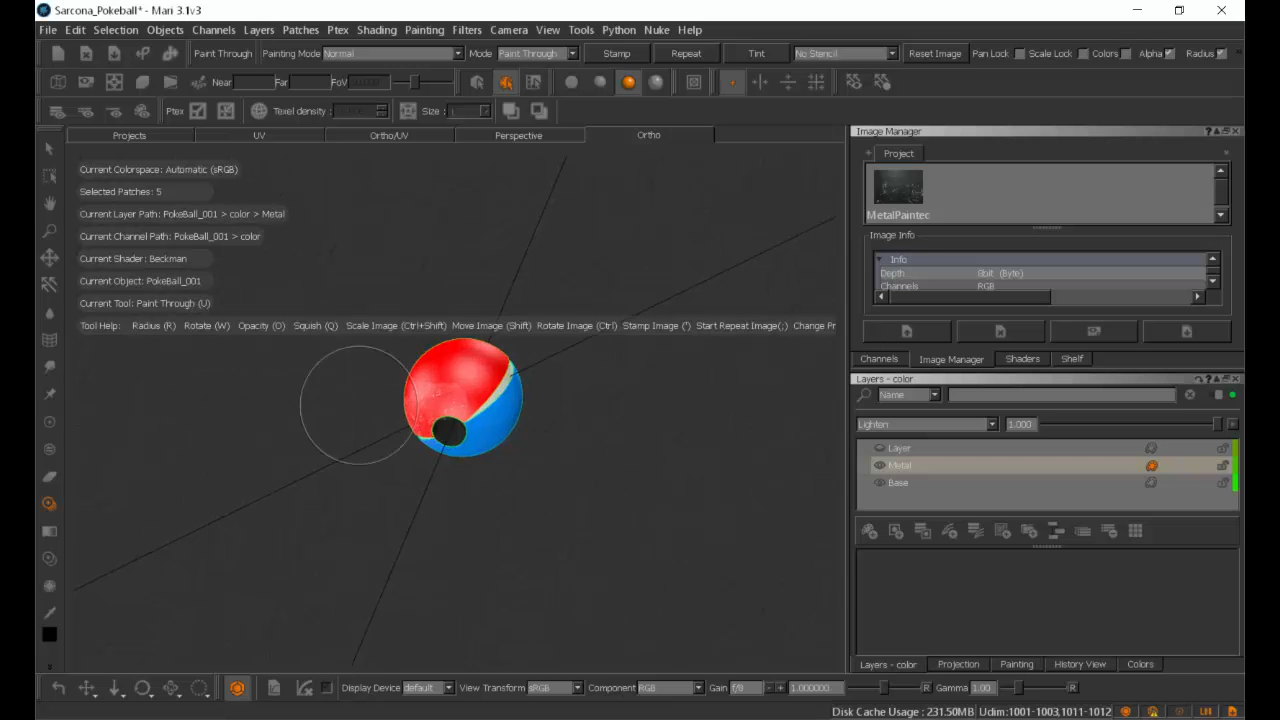 Sarcona_Pokeball* - Mari 3.1v3
File Edit Selection Objects Channels Layers Patches Ptex Shading Painting Filters Camera View Tools Python Nuke Help
Paint Through Painting Mode Normal Mode Paint Through Stamp Repeat Tint No Stencil Reset Image Pan Lock Scale Lock Colors Alpha Radius
Near Far FoV
Ptex Texel density Size :
Projects UV Ortho/UV Perspective Ortho
Current Colorspace: Automatic (sRGB)
Selected Patches: 5
Current Layer Path: PokeBall_001 > color > Metal
Current Channel Path: PokeBall_001 > color
Current Shader: Beckman
Current Object: PokeBall_001
Current Tool: Paint Through (U)
Tool Help: Radius (R) Rotate (W) Opacity (O) Squish (Q) Scale Image (Ctrl+Shift) Move Image (Shift) Rotate Image (Ctrl) Stamp Image (') Start Repeat Image(;) Change Pr
Image Manager
Project
MetalPaintec
Image Info
Info
Depth 8bit (Byte)
Channels RGB
Channels Image Manager Shaders Shelf
Layers - color
Name
Lighten 1.000
Layer
Metal
Base
Layers - color Projection Painting History View Colors
Display Device default View Transform sRGB Component RGB Gain f/8 1.000000 R Gamma 1.00 R
Disk Cache Usage : 231.50MB Udim:1001-1003,1011-1012